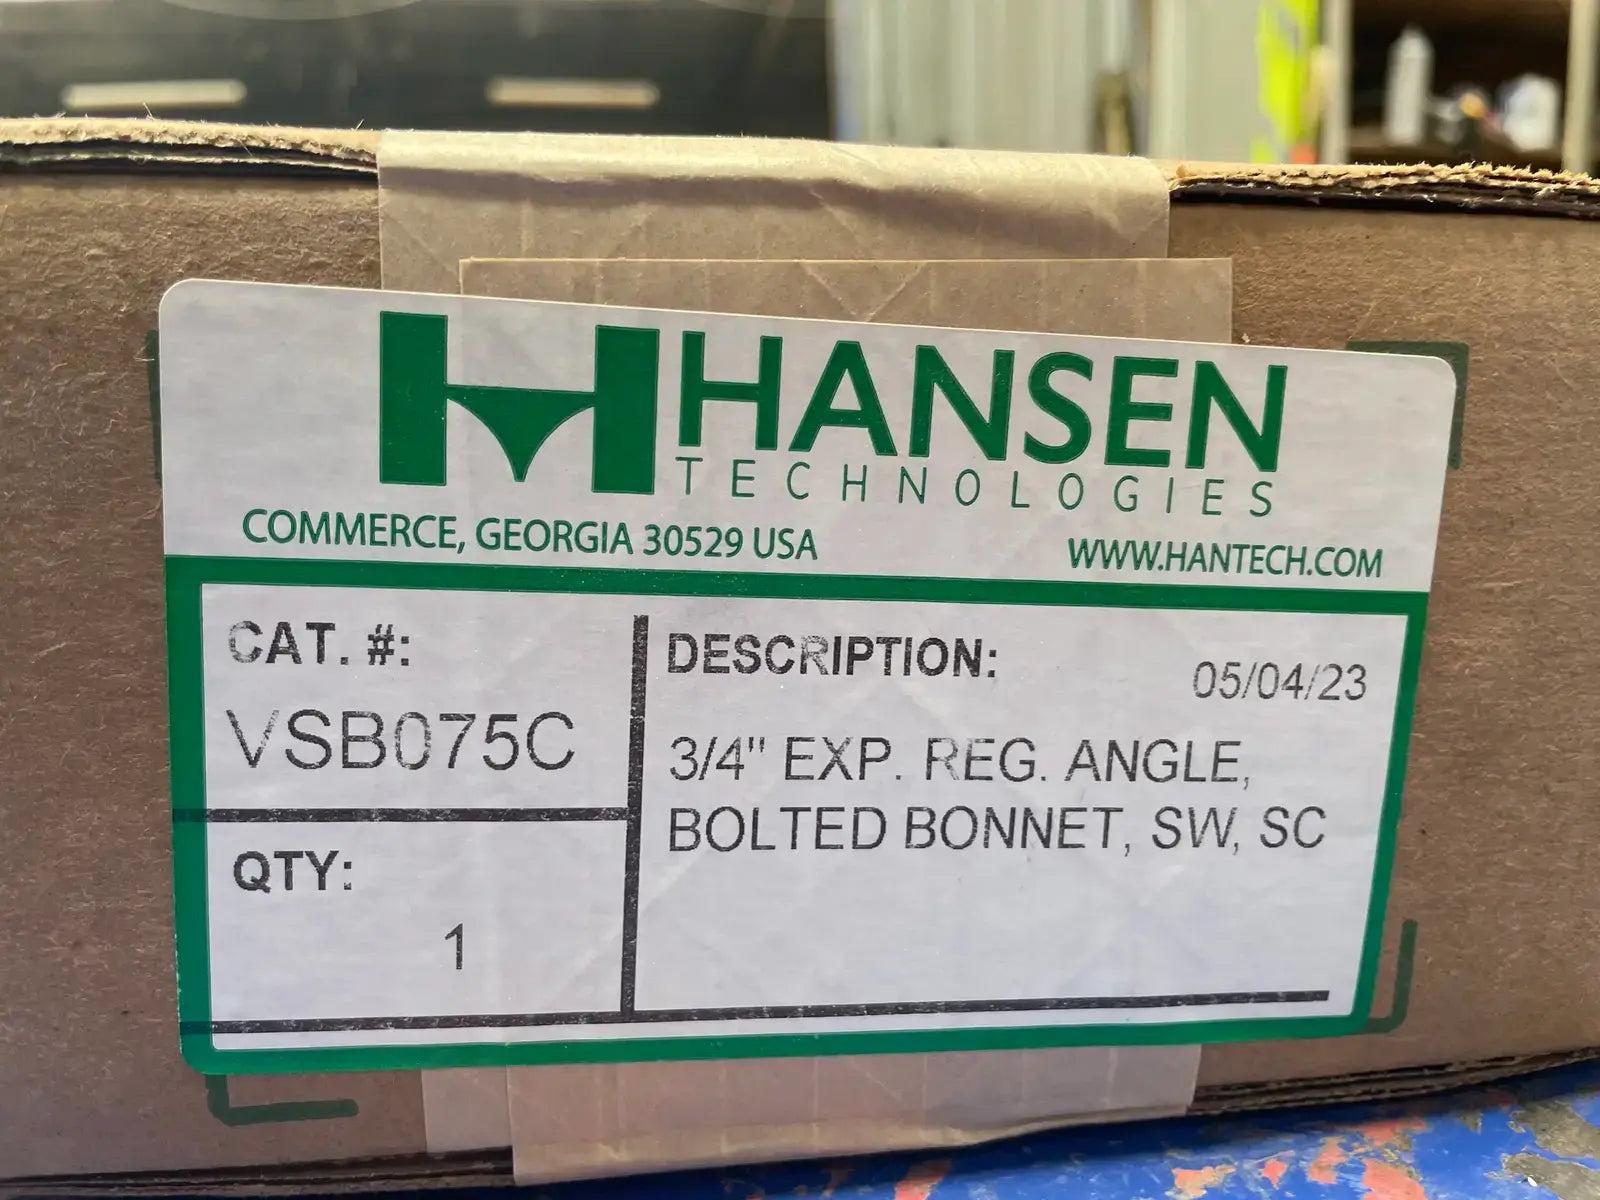 HANSEN
TECHNOLOGIES
COMMERCE, GEORGIA 30529 USA
WWW.HANTECH.COM
CAT. #:
VSB075C
QTY:
1
DESCRIPTION:
05/04/23
3/4" EXP. REG. ANGLE,
BOLTED BONNET, SW, SC